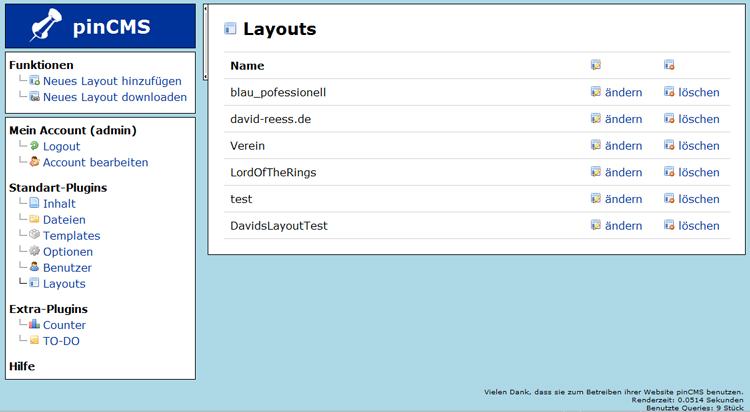 pinCMS
Funktionen
Neues Layout hinzufügen
Neues Layout downloaden
Mein Account (admin)
Logout
Account bearbeiten
Standart-Plugins
Inhalt
Dateien
Templates
Optionen
Benutzer
Layouts
Extra-Plugins
Counter
TO-DO
Hilfe
Layouts
Name
blau_pofessionell ändern löschen
david-reess.de ändern löschen
Verein ändern löschen
LordOfTheRings ändern löschen
test ändern löschen
DavidsLayoutTest ändern löschen
Vielen Dank, dass sie zum Betreiben ihrer Website pinCMS benutzen.
Renderzeit: 0.0514 Sekunden
Benutzte Queries: 9 Stück